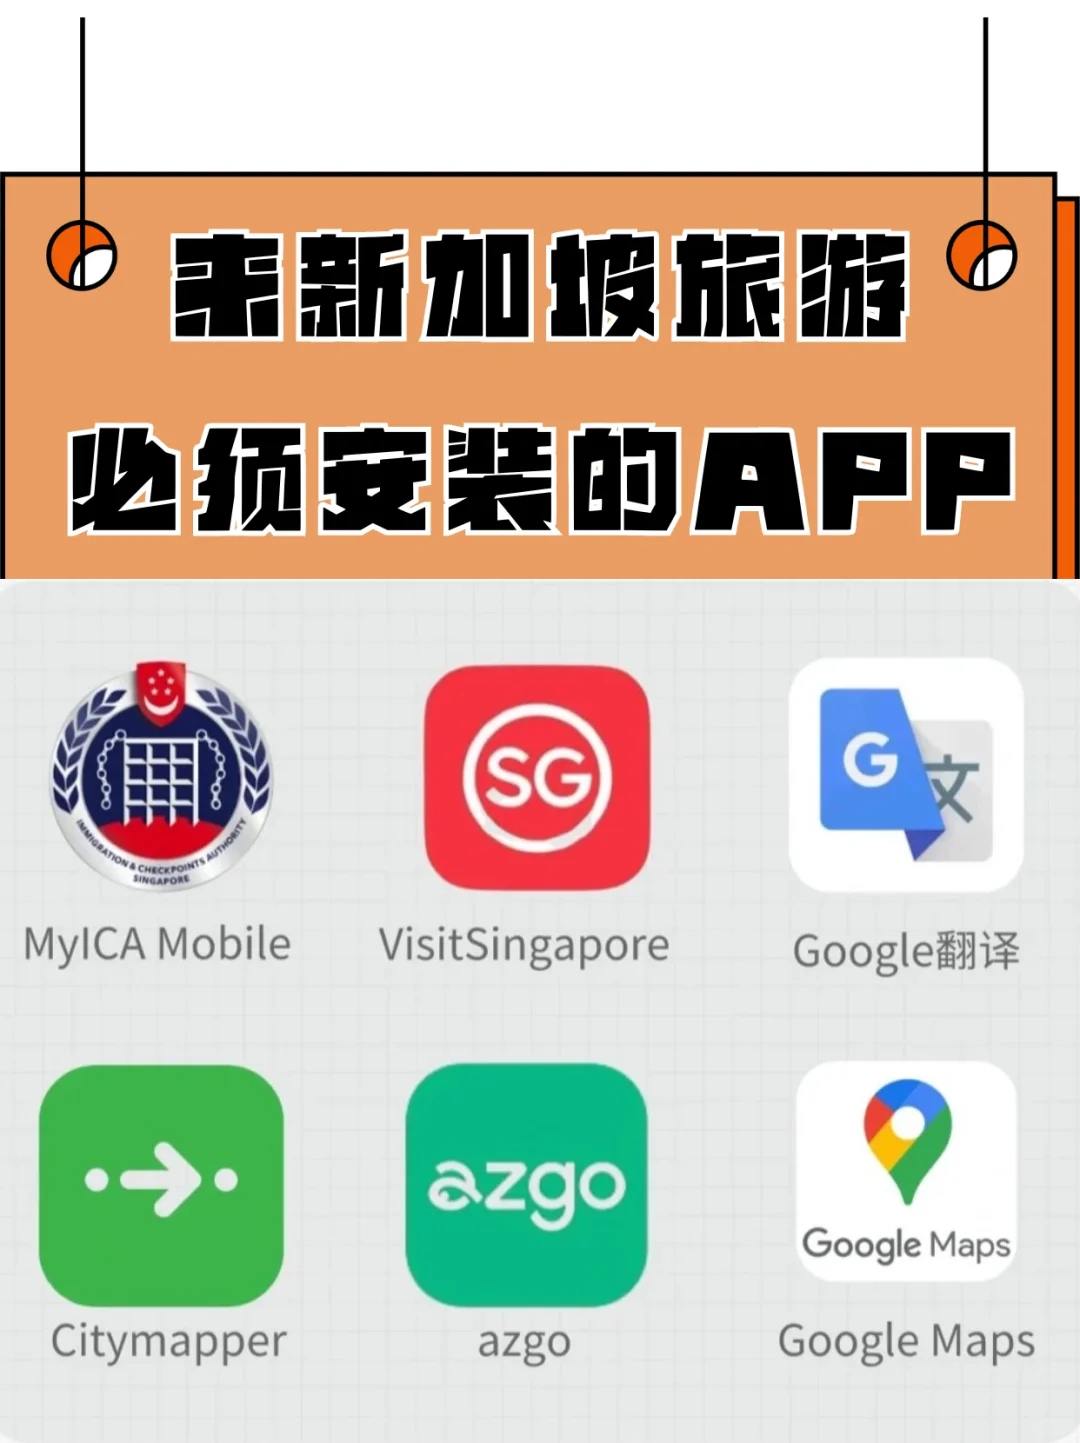 来新加坡旅游
必须安装的APP
IMMIGRATION & CHECKPOINTS AUTHORITY
SINGAPORE
SG
G
文
MyICA Mobile
VisitSingapore
Google翻译
azgo
Google Maps
Citymapper
azgo
Google Maps